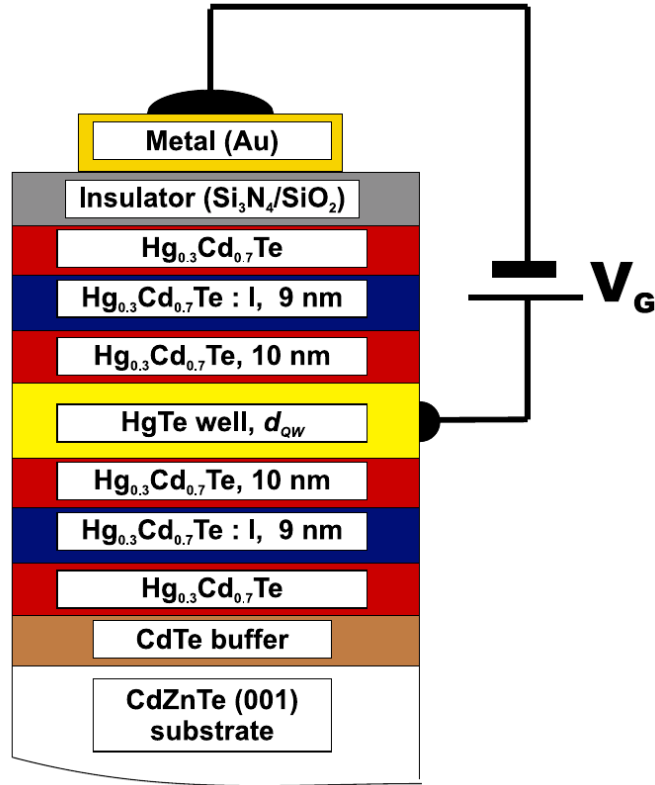 Metal (Au)
Insulator (Si₃N₄/SiO₂)
Hg₀.₃Cd₀.₇Te
Hg₀.₃Cd₀.₇Te : I, 9 nm
Hg₀.₃Cd₀.₇Te, 10 nm
HgTe well, d_QW
Hg₀.₃Cd₀.₇Te, 10 nm
Hg₀.₃Cd₀.₇Te : I, 9 nm
Hg₀.₃Cd₀.₇Te
CdTe buffer
CdZnTe (001)
substrate
V_G